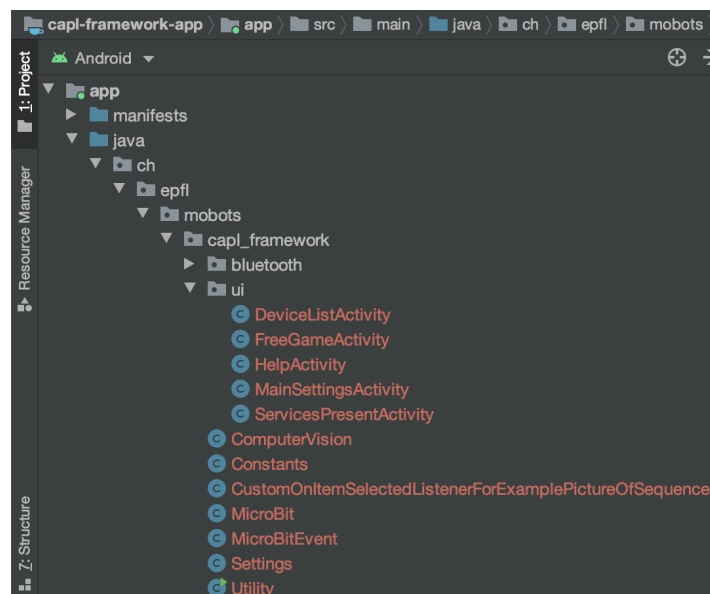 capl-framework-app 〉 app 〉 src 〉 main 〉 java 〉 ch 〉 epfl 〉 mobots
1: Project
Android
app
manifests
java
ch
epfl
mobots
capl_framework
bluetooth
ui
DeviceListActivity
FreeGameActivity
HelpActivity
MainSettingsActivity
ServicesPresentActivity
ComputerVision
Constants
CustomOnItemSelectedListenerForExamplePictureOfSequence
MicroBit
MicroBitEvent
Settings
Utility
Resource Manager
Z: Structure